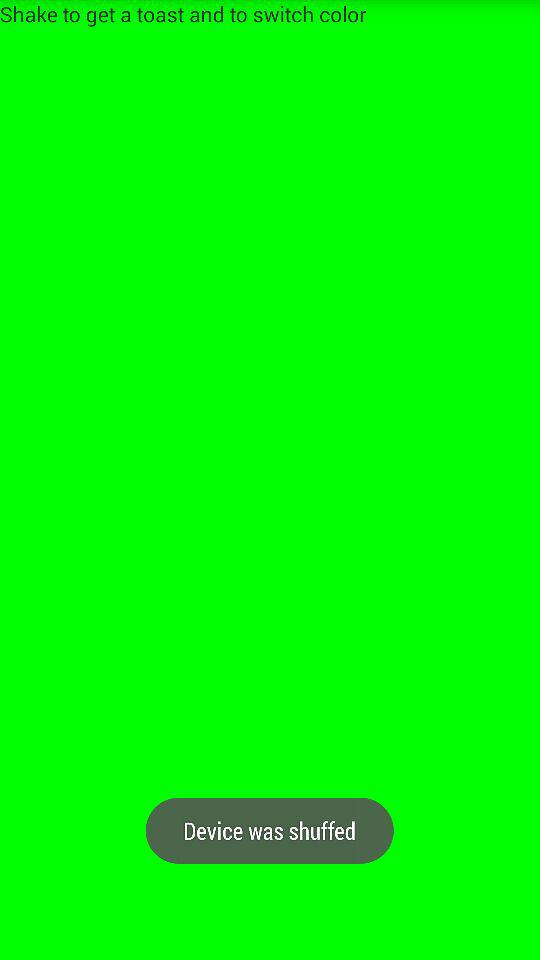 Shake to get a toast and to switch color
Device was shuffed